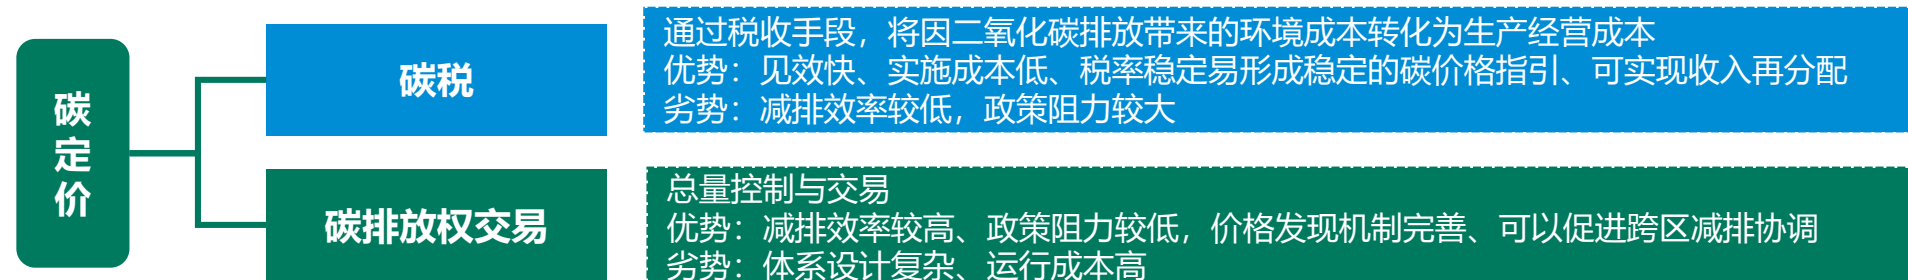 碳定价
碳税
通过税收手段，将因二氧化碳排放带来的环境成本转化为生产经营成本
优势：见效快、实施成本低、税率稳定易形成稳定的碳价格指引、可实现收入再分配
劣势：减排效率较低，政策阻力较大
碳排放权交易
总量控制与交易
优势：减排效率较高、政策阻力较低，价格发现机制完善、可以促进跨区减排协调
劣势：体系设计复杂、运行成本高